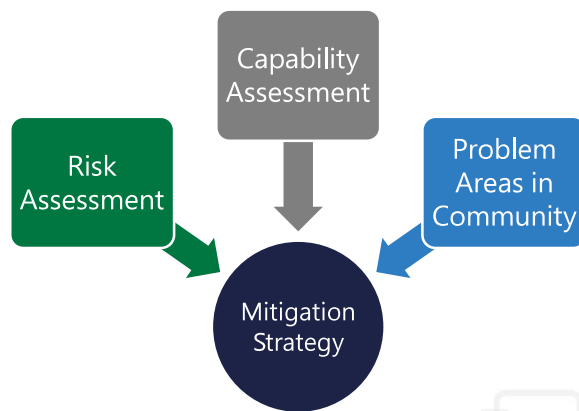 Capability
Assessment
Risk
Assessment
Problem
Areas in
Community
Mitigation
Strategy